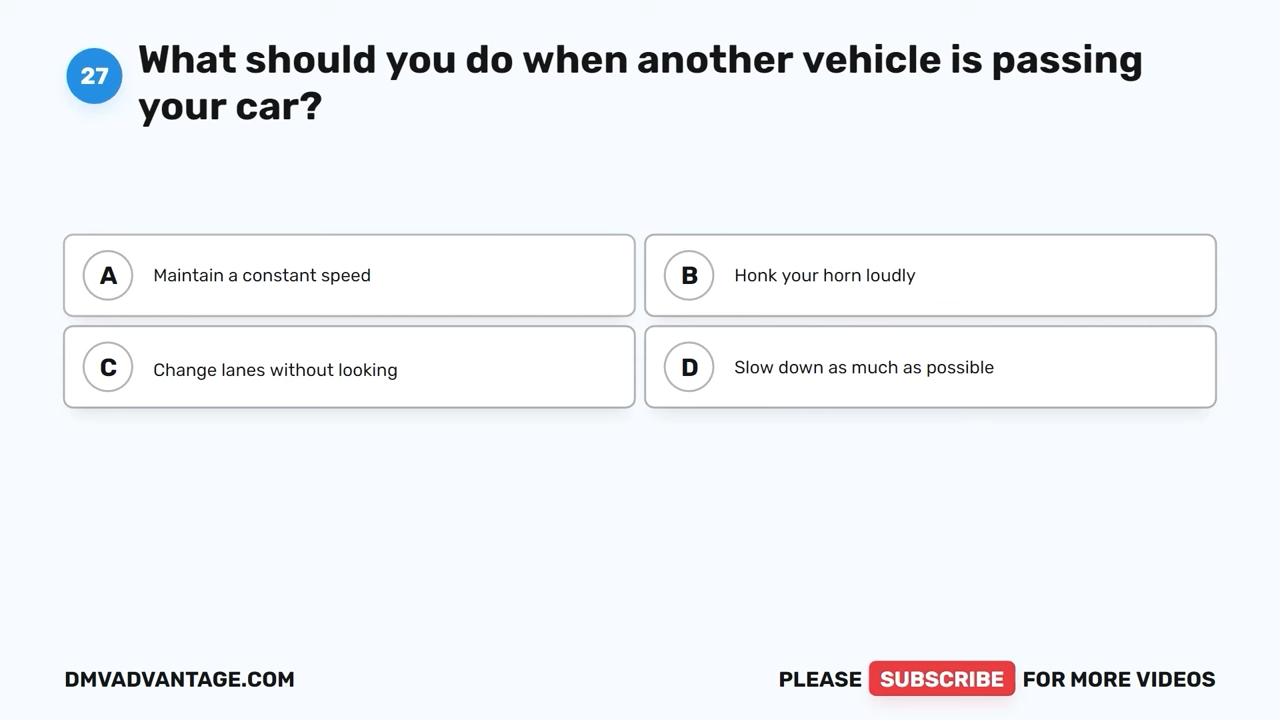 27
What should you do when another vehicle is passing
your car?
A Maintain a constant speed
B Honk your horn loudly
C Change lanes without looking
D Slow down as much as possible
DMVADVANTAGE.COM
PLEASE SUBSCRIBE FOR MORE VIDEOS